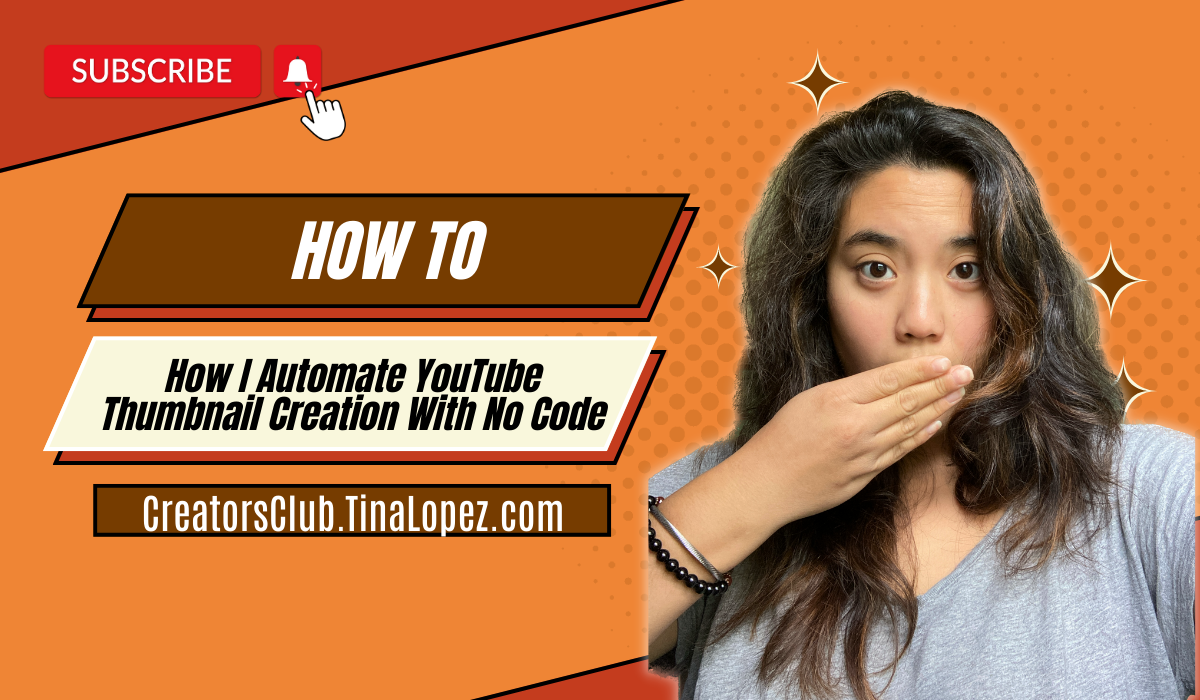 SUBSCRIBE
HOW TO
How I Automate YouTube
Thumbnail Creation With No Code
CreatorsClub.TinaLopez.com